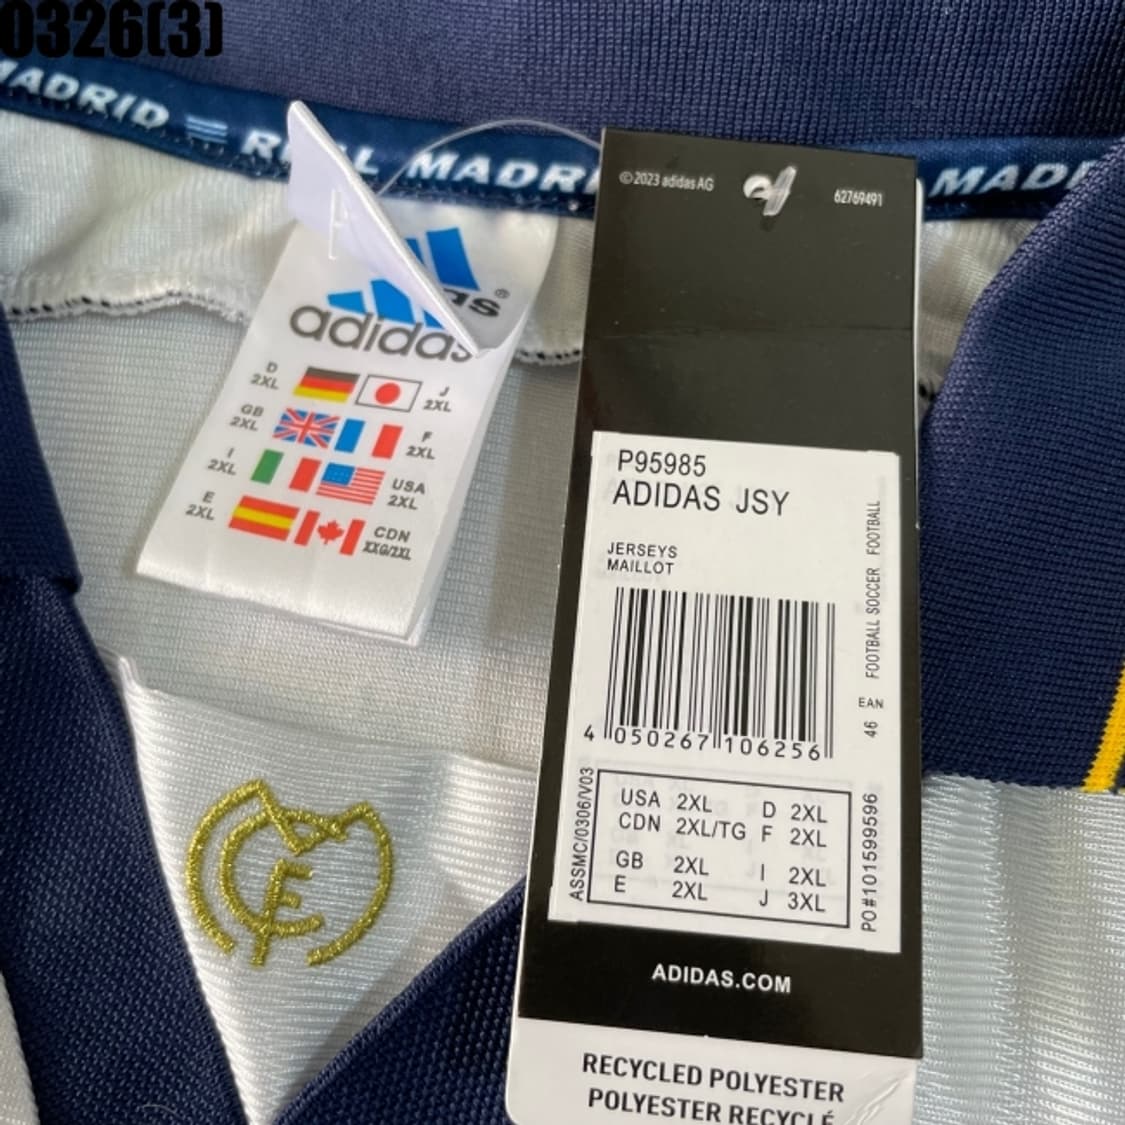 0326(3)
MADRID REAL MADRI MADR
© 2023 adidas AG
62769491
adidas®
adidas
D 2XL
J 2XL
GB 2XL
F 2XL
I 2XL
USA 2XL
E 2XL
CDN XXG/2XL
P95985
ADIDAS JSY
JERSEYS
MAILLOT
4 050267 106256
46 EAN FOOTBALL SOCCER FOOTBALL
ASSMC/0306/V03
USA 2XL D 2XL
CDN 2XL/TG F 2XL
GB 2XL I 2XL
E 2XL J 3XL
PO#101599596
ADIDAS.COM
RECYCLED POLYESTER
POLYESTER RECYCLÉ